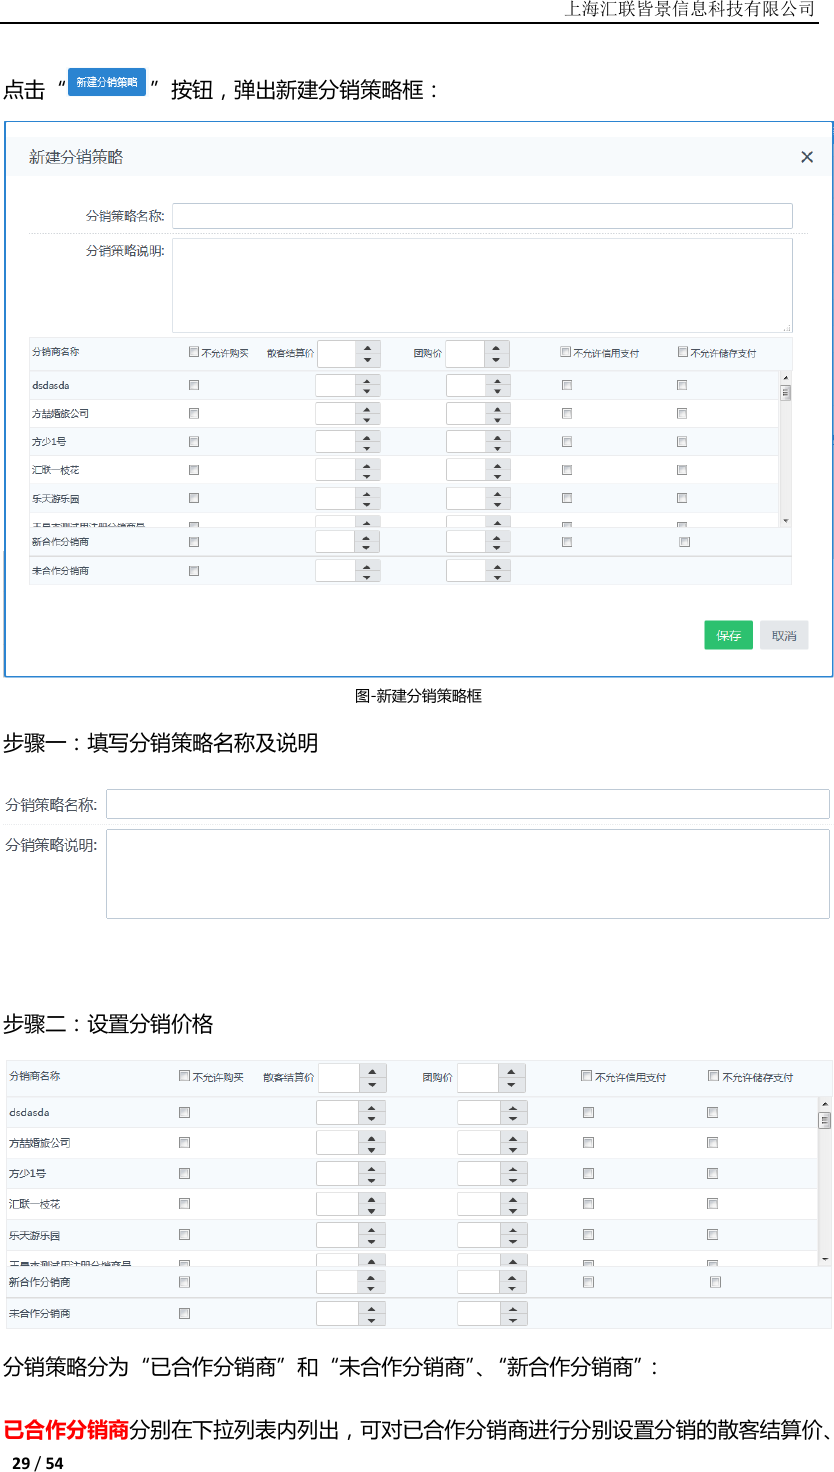 上海汇联皆景信息科技有限公司
点击“新建分销策略”按钮，弹出新建分销策略框：
新建分销策略 ×
分销策略名称:
分销策略说明:
分销商名称 不允许购买 散客结算价 团购价 不允许信用支付 不允许储存支付
dsdasda
方喆婚旅公司
方少1号
汇联一枝花
乐天游乐园
新合作分销商
未合作分销商
保存 取消
图-新建分销策略框
步骤一：填写分销策略名称及说明
分销策略名称:
分销策略说明:
步骤二：设置分销价格
分销商名称 不允许购买 散客结算价 团购价 不允许信用支付 不允许储存支付
dsdasda
方喆婚旅公司
方少1号
汇联一枝花
乐天游乐园
新合作分销商
未合作分销商
分销策略分为“已合作分销商”和“未合作分销商”、“新合作分销商”：
已合作分销商分别在下拉列表内列出，可对已合作分销商进行分别设置分销的散客结算价、
29 / 54